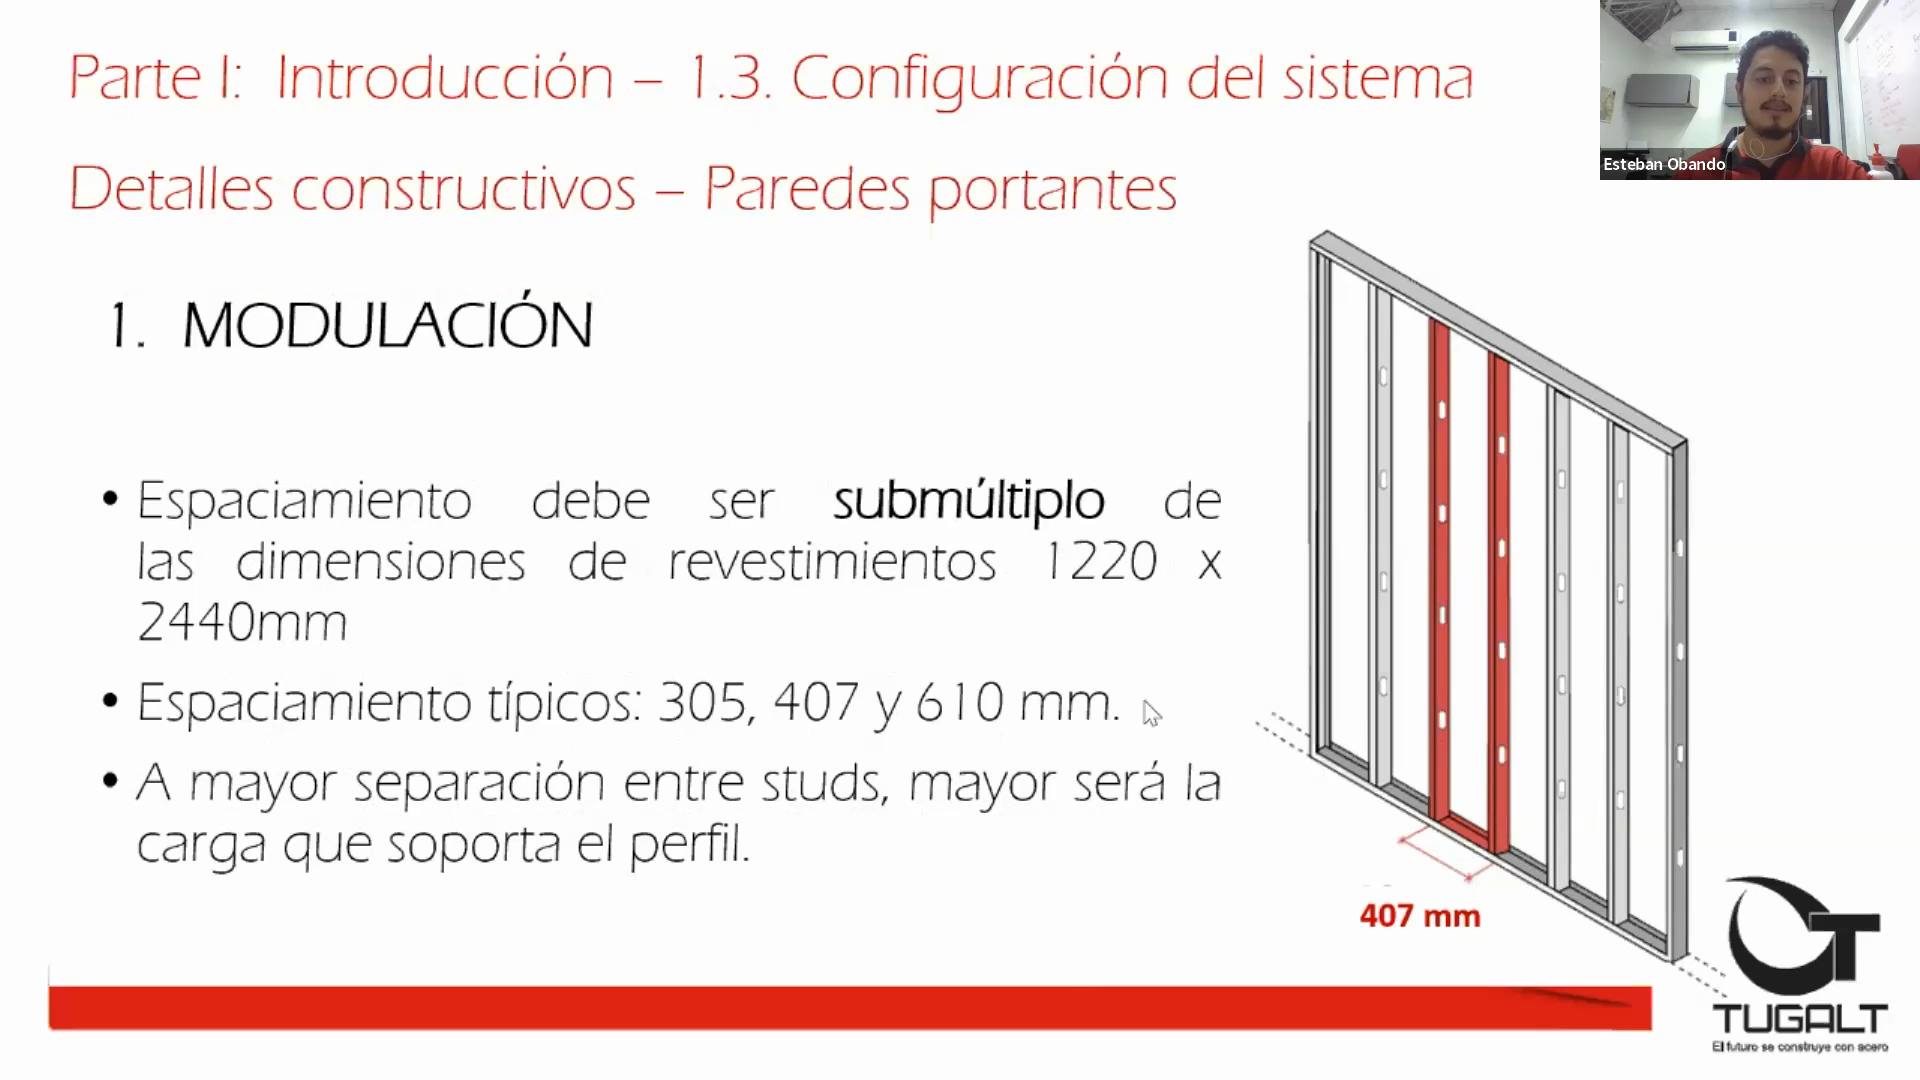 Parte I: Introducción – 1.3. Configuración del sistema
Detalles constructivos – Paredes portantes
Esteban Obando
1. MODULACIÓN
• Espaciamiento debe ser submúltiplo de
las dimensiones de revestimientos 1220 x
2440mm
• Espaciamiento típicos: 305, 407 y 610 mm.
• A mayor separación entre studs, mayor será la
carga que soporta el perfil.
407 mm
TUGALT
El futuro se construye con acero